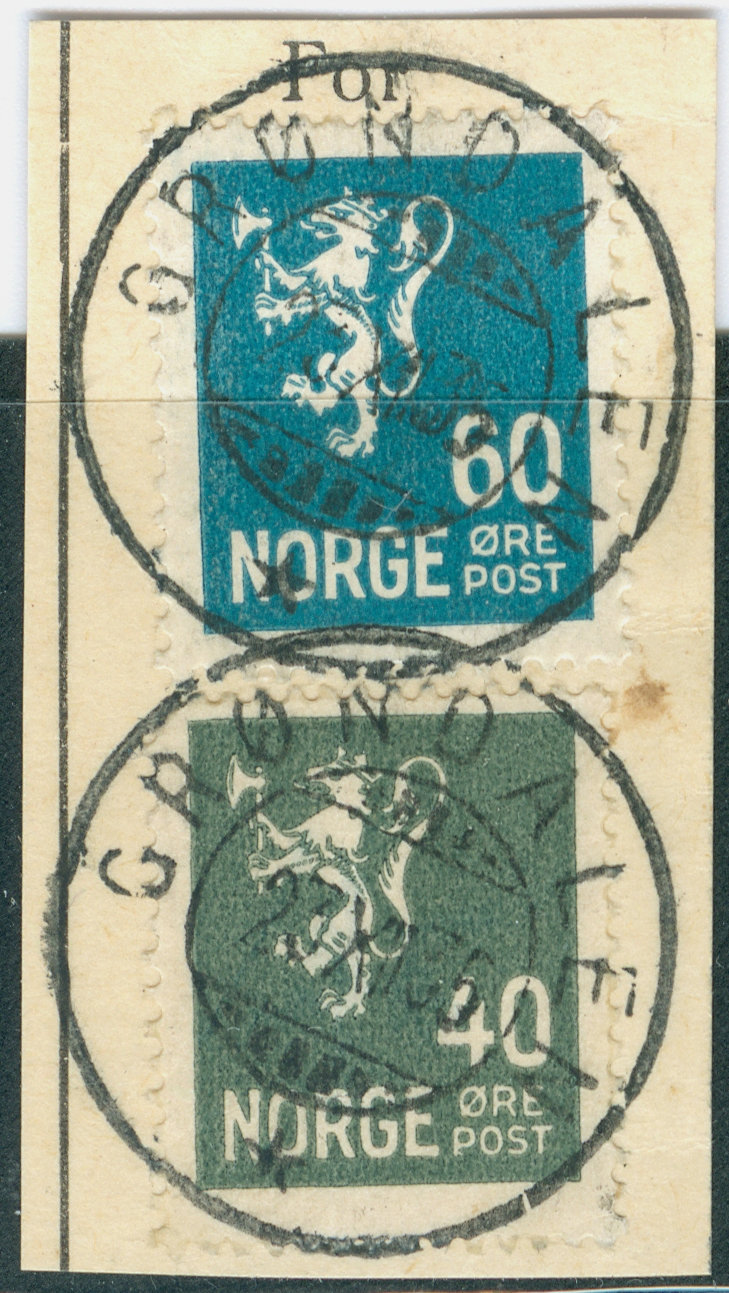 For
GRØNDALEN
60
NORGE ØRE
POST
GRØNDALEN
40
NORGE ØRE
POST